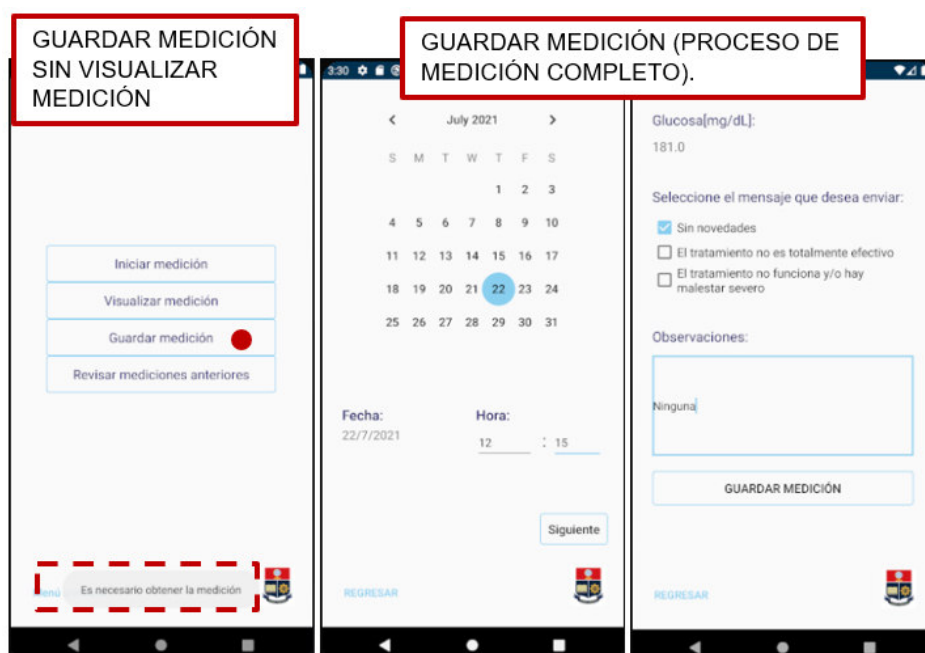 GUARDAR MEDICIÓN
SIN VISUALIZAR
MEDICIÓN
Iniciar medición
Visualizar medición
Guardar medición
Revisar mediciones anteriores
Menú
Es necesario obtener la medición
GUARDAR MEDICIÓN (PROCESO DE
MEDICIÓN COMPLETO).
3:30
< July 2021 >
S M T W T F S
1 2 3
4 5 6 7 8 9 10
11 12 13 14 15 16 17
18 19 20 21 22 23 24
25 26 27 28 29 30 31
Fecha: Hora:
22/7/2021 12 : 15
Siguiente
REGRESAR
Glucosa[mg/dL]:
181.0
Seleccione el mensaje que desea enviar:
Sin novedades
El tratamiento no es totalmente efectivo
El tratamiento no funciona y/o hay
malestar severo
Observaciones:
Ninguna
GUARDAR MEDICIÓN
REGRESAR